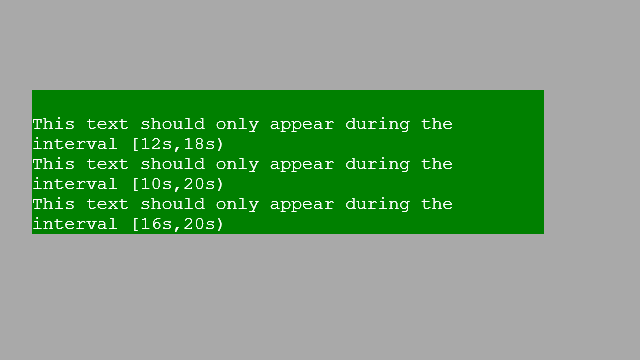 This text should only appear during the
interval [12s,18s)
This text should only appear during the
interval [10s,20s)
This text should only appear during the
interval [16s,20s)